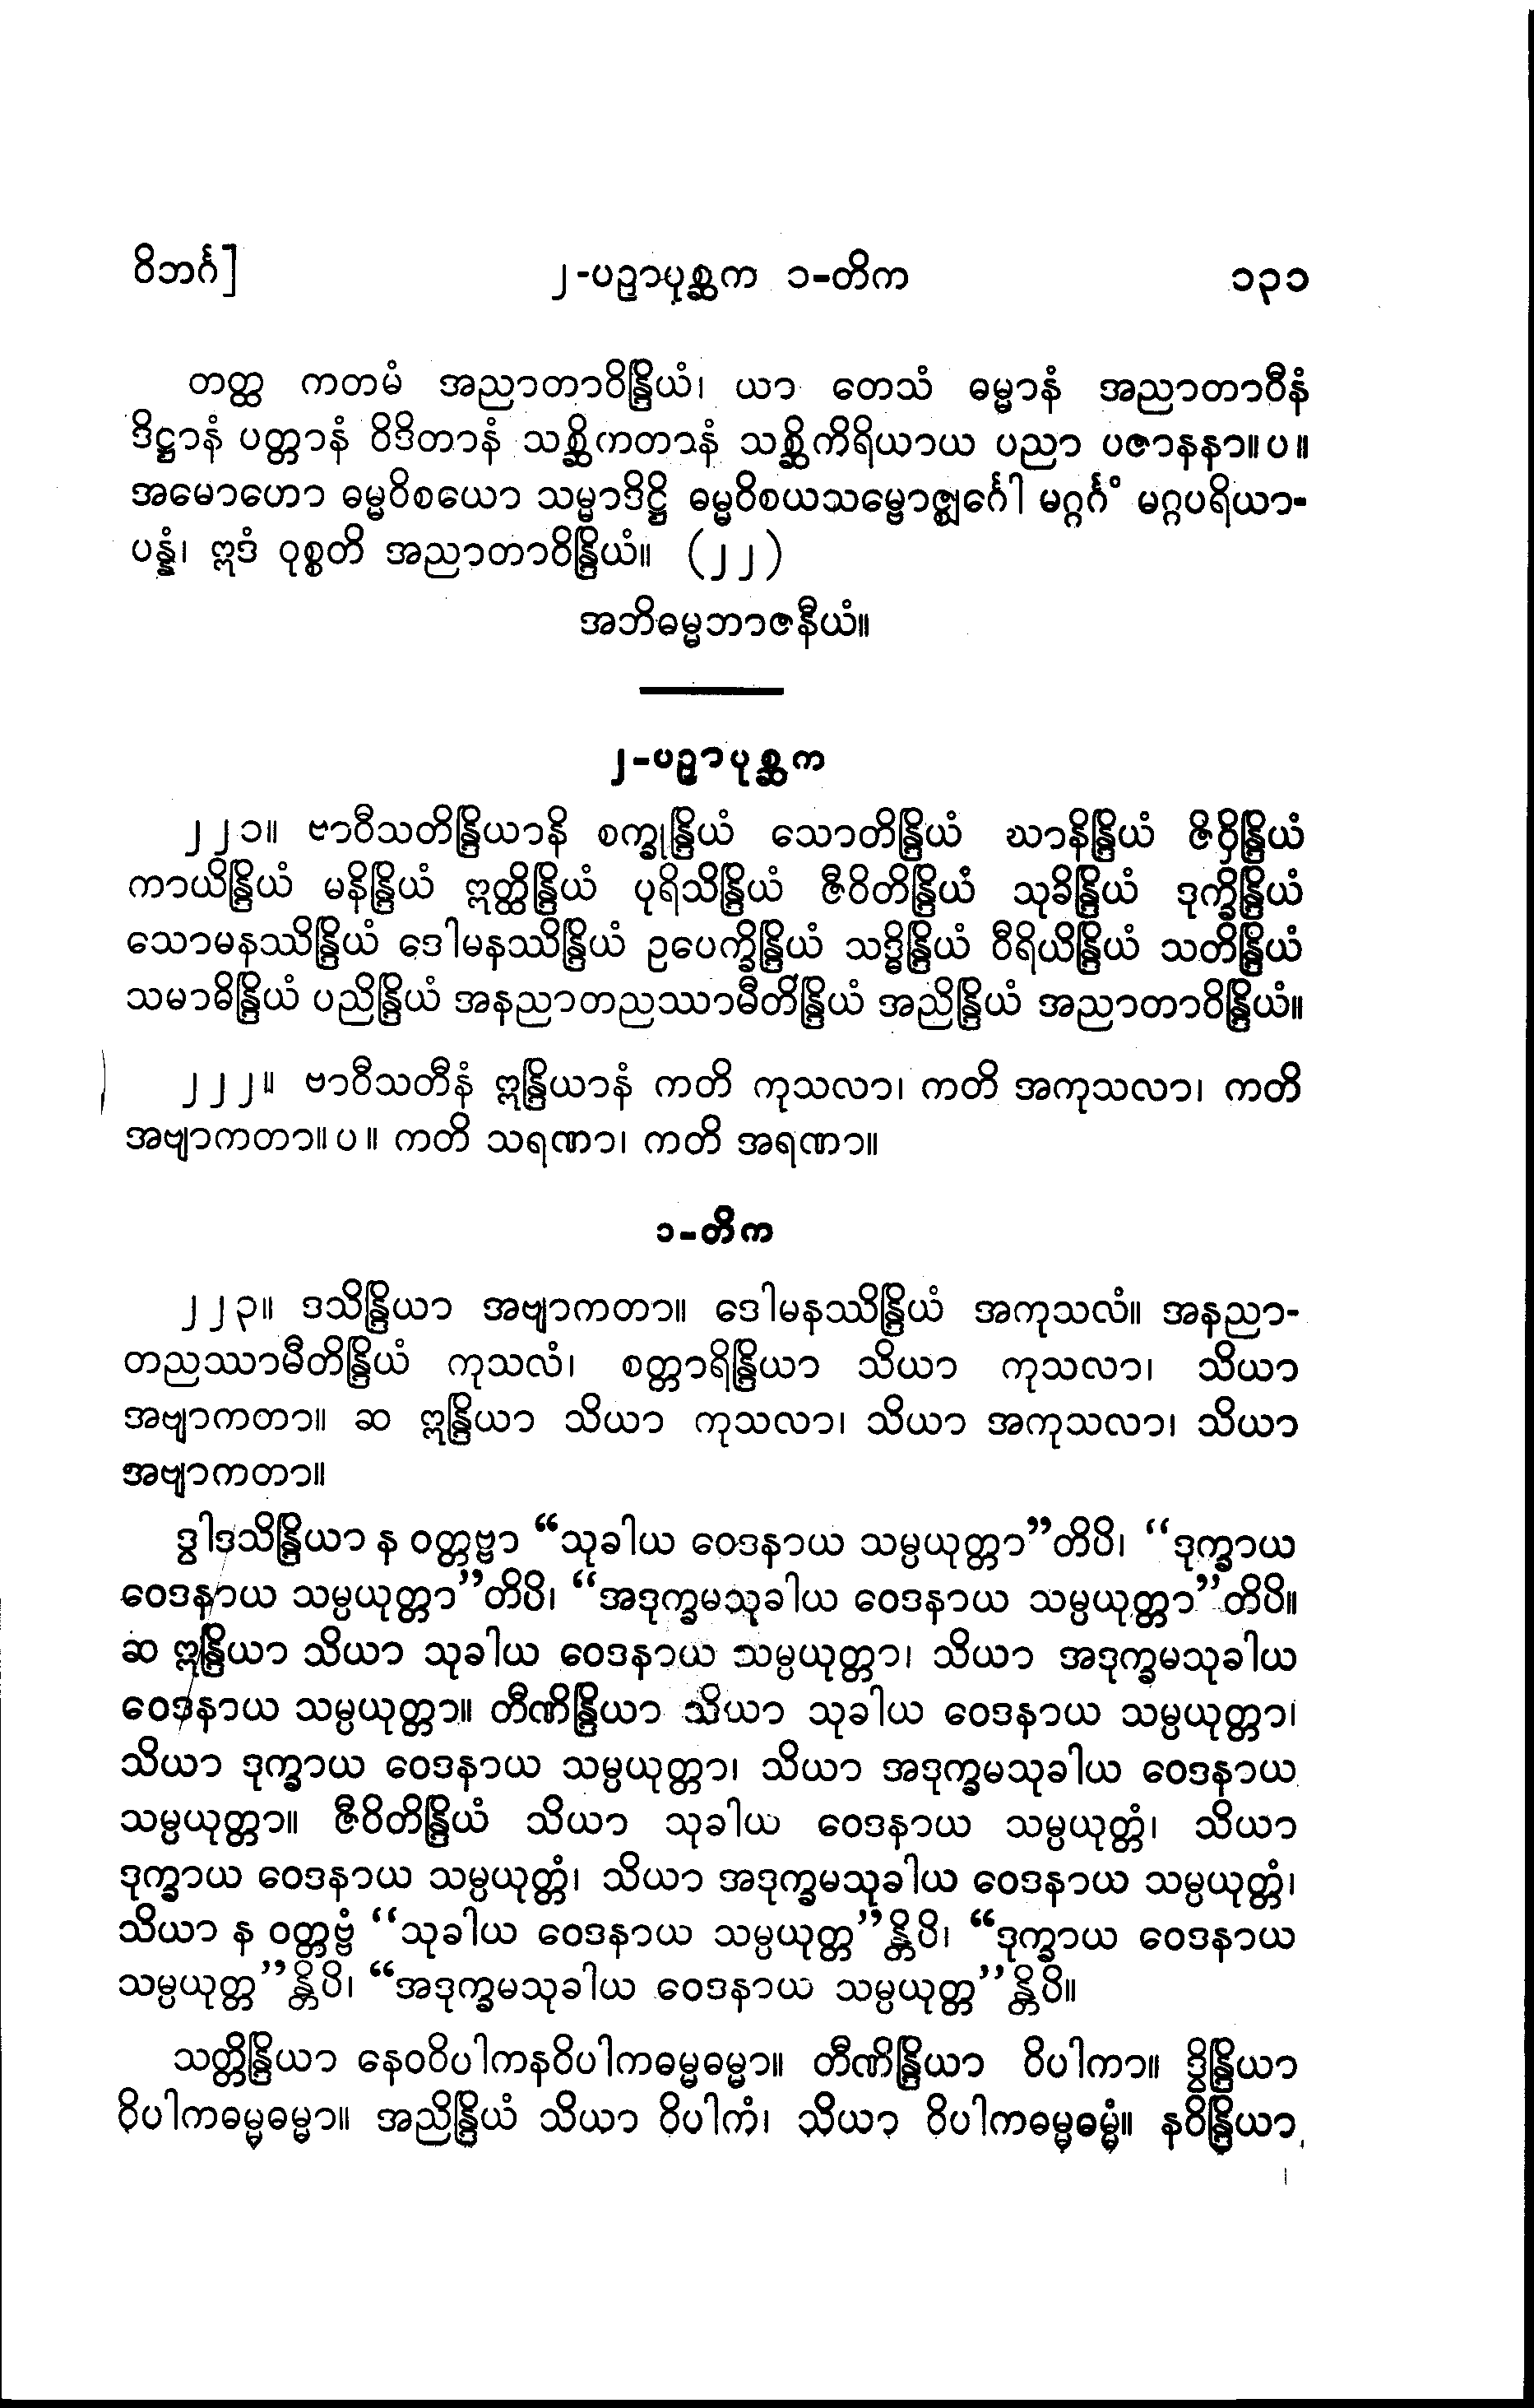 ဝိဘင်္ဂ]
၂-ပဉှာပုစ္ဆက ၁-တိက
၁၃၁
တတ္ထ ကတမံ အညာတာဝိန္ဒြိယံ၊ ယာ တေသံ ဓမ္မာနံ အညာတာဝီနံ
ဒိဋ္ဌာနံ ပတ္တာနံ ဝိဒိတာနံ သစ္ဆိကတာနံ သစ္ဆိကိရိယာယ ပညာ ပဇာနနာ။ပ။
အမောဟော ဓမ္မဝိစယော သမ္မာဒိဋ္ဌိ ဓမ္မဝိစယသမ္ဗောဇ္ဈင်္ဂေါ မဂ္ဂင်္ဂံ မဂ္ဂပရိယာ-
ပန္နံ၊ ဣဒံ ဝုစ္စတိ အညာတာဝိန္ဒြိယံ။ (၂၂)
အဘိဓမ္မဘာဇနီယံ။
၂-ပဉှာပုစ္ဆက
၂၂၁။ ဗာဝီသတိန္ဒြိယာနိ စက္ခုန္ဒြိယံ သောတိန္ဒြိယံ ဃာနိန္ဒြိယံ ဇိဝှိန္ဒြိယံ
ကာယိန္ဒြိယံ မနိန္ဒြိယံ ဣတ္ထိန္ဒြိယံ ပုရိသိန္ဒြိယံ ဇီဝိတိန္ဒြိယံ သုခိန္ဒြိယံ ဒုက္ခိန္ဒြိယံ
သောမနဿိန္ဒြိယံ ဒေါမနဿိန္ဒြိယံ ဥပေက္ခိန္ဒြိယံ သဒ္ဓိန္ဒြိယံ ဝီရိယိန္ဒြိယံ သတိန္ဒြိယံ
သမာဓိန္ဒြိယံ ပညိန္ဒြိယံ အနညာတညဿာမီတိန္ဒြိယံ အညိန္ဒြိယံ အညာတာဝိန္ဒြိယံ။
၂၂၂။ ဗာဝီသတီနံ ဣန္ဒြိယာနံ ကတိ ကုသလာ၊ ကတိ အကုသလာ၊ ကတိ
အဗျာကတာ။ပ။ ကတိ သရဏာ၊ ကတိ အရဏာ။
၁-တိက
၂၂၃။ ဒသိန္ဒြိယာ အဗျာကတာ။ ဒေါမနဿိန္ဒြိယံ အကုသလံ။ အနညာ-
တညဿာမီတိန္ဒြိယံ ကုသလံ၊ စတ္တာရိန္ဒြိယာ သိယာ ကုသလာ၊ သိယာ
အဗျာကတာ။ ဆ ဣန္ဒြိယာ သိယာ ကုသလာ၊ သိယာ အကုသလာ၊ သိယာ
အဗျာကတာ။
ဒွါဒသိန္ဒြိယာ န ဝတ္တဗ္ဗာ “သုခါယ ဝေဒနာယ သမ္ပယုတ္တာ”တိပိ၊ “ဒုက္ခာယ
ဝေဒနာယ သမ္ပယုတ္တာ”တိပိ၊ “အဒုက္ခမသုခါယ ဝေဒနာယ သမ္ပယုတ္တာ”တိပိ။
ဆ ဣန္ဒြိယာ သိယာ သုခါယ ဝေဒနာယ သမ္ပယုတ္တာ၊ သိယာ အဒုက္ခမသုခါယ
ဝေဒနာယ သမ္ပယုတ္တာ။ တီဏိန္ဒြိယာ သိယာ သုခါယ ဝေဒနာယ သမ္ပယုတ္တာ၊
သိယာ ဒုက္ခာယ ဝေဒနာယ သမ္ပယုတ္တာ၊ သိယာ အဒုက္ခမသုခါယ ဝေဒနာယ
သမ္ပယုတ္တာ။ ဇီဝိတိန္ဒြိယံ သိယာ သုခါယ ဝေဒနာယ သမ္ပယုတ္တံ၊ သိယာ
ဒုက္ခာယ ဝေဒနာယ သမ္ပယုတ္တံ၊ သိယာ အဒုက္ခမသုခါယ ဝေဒနာယ သမ္ပယုတ္တံ၊
သိယာ န ဝတ္တဗ္ဗံ “သုခါယ ဝေဒနာယ သမ္ပယုတ္တ”န္တိပိ၊ “ဒုက္ခာယ ဝေဒနာယ
သမ္ပယုတ္တ”န္တိပိ၊ “အဒုက္ခမသုခါယ ဝေဒနာယ သမ္ပယုတ္တ”န္တိပိ။
သတ္တိန္ဒြိယာ နေဝဝိပါကနဝိပါကဓမ္မဓမ္မာ။ တီဏိန္ဒြိယာ ဝိပါကာ။ ဒွိန္ဒြိယာ
ဝိပါကဓမ္မဓမ္မာ။ အညိန္ဒြိယံ သိယာ ဝိပါကံ၊ သိယာ ဝိပါကဓမ္မဓမ္မံ။ နဝိန္ဒြိယာ